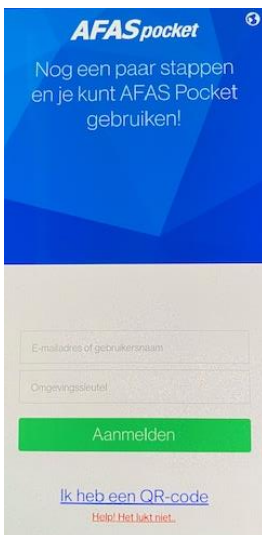 AFAS pocket
Nog een paar stappen
en je kunt AFAS Pocket
gebruiken!
E-mailadres of gebruikersnaam
Omgevingssleutel
Aanmelden
Ik heb een QR-code
Help! Het lukt niet..